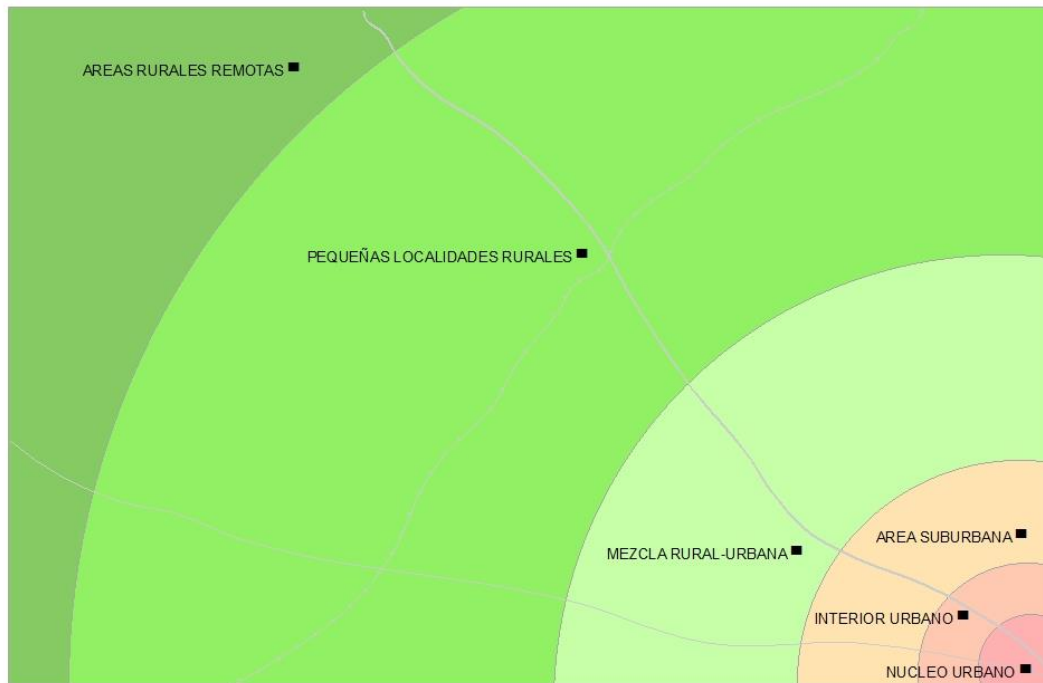 AREAS RURALES REMOTAS
PEQUEÑAS LOCALIDADES RURALES
AREA SUBURBANA
MEZCLA RURAL-URBANA
INTERIOR URBANO
NUCLEO URBANO